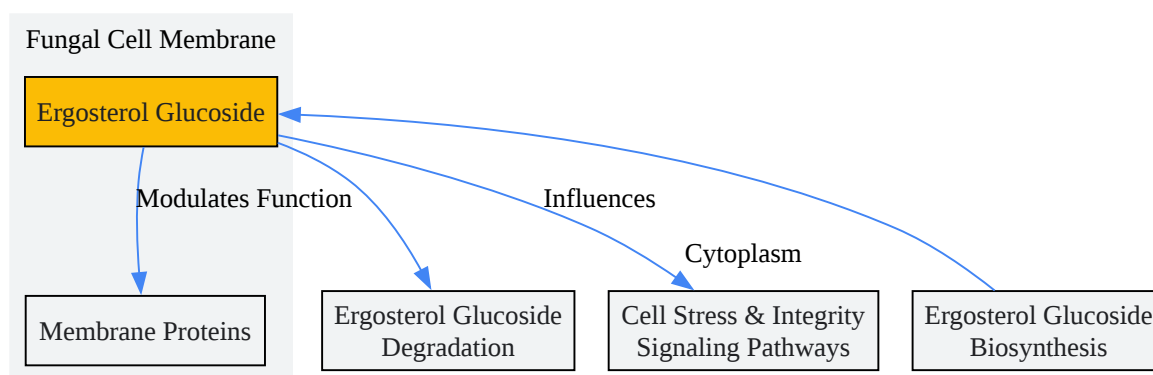 Fungal Cell Membrane
Ergosterol Glucoside
Modulates Function
Influences
Cytoplasm
Membrane Proteins
Ergosterol Glucoside
Degradation
Cell Stress & Integrity
Signaling Pathways
Ergosterol Glucoside
Biosynthesis